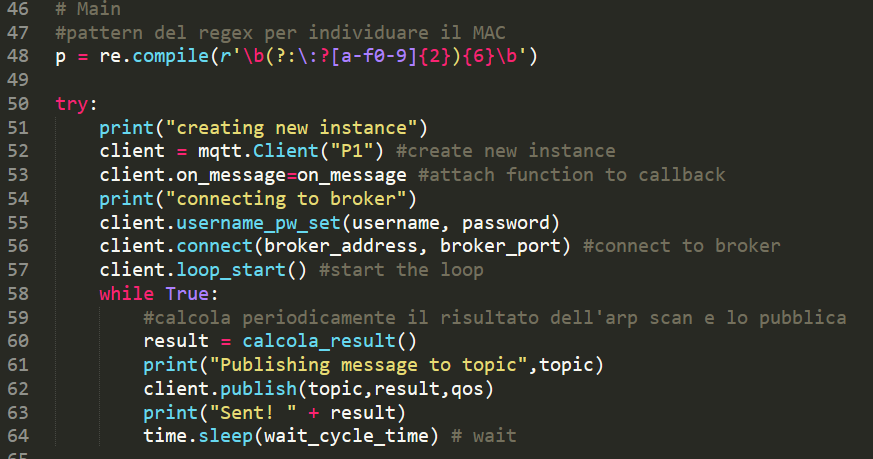 46 # Main
47 #pattern del regex per individuare il MAC
48 p = re.compile(r'\b(?:\:?[a-f0-9]{2}){6}\b')
49
50 try:
51     print("creating new instance")
52     client = mqtt.Client("P1") #create new instance
53     client.on_message=on_message #attach function to callback
54     print("connecting to broker")
55     client.username_pw_set(username, password)
56     client.connect(broker_address, broker_port) #connect to broker
57     client.loop_start() #start the loop
58     while True:
59         #calcola periodicamente il risultato dell'arp scan e lo pubblica
60         result = calcola_result()
61         print("Publishing message to topic",topic)
62         client.publish(topic,result,qos)
63         print("Sent! " + result)
64         time.sleep(wait_cycle_time) # wait